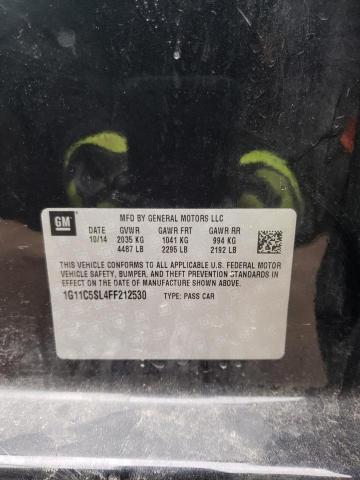 GM
MFD BY GENERAL MOTORS LLC
DATE GVWR GAWR FRT GAWR RR
10/14 2035 KG 1041 KG 994 KG
4487 LB 2295 LB 2192 LB
THIS VEHICLE CONFORMS TO ALL APPLICABLE U.S. FEDERAL MOTOR
VEHICLE SAFETY, BUMPER, AND THEFT PREVENTION STANDARDS IN
EFFECT ON THE DATE OF MANUFACTURE SHOWN ABOVE.
1G11C5SL4FF212530 TYPE: PASS CAR